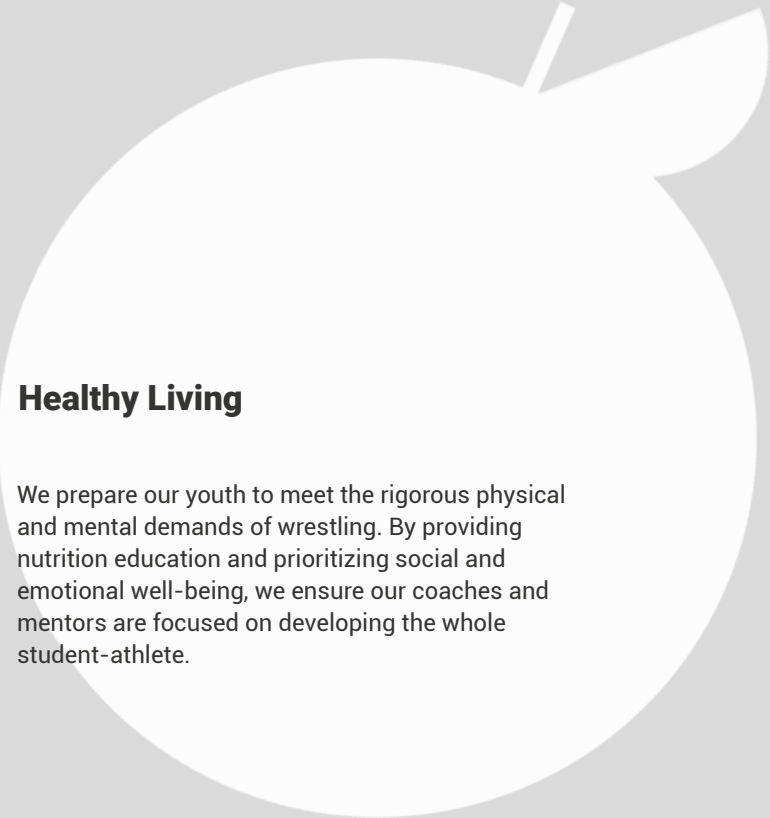 Healthy Living
We prepare our youth to meet the rigorous physical
and mental demands of wrestling. By providing
nutrition education and prioritizing social and
emotional well-being, we ensure our coaches and
mentors are focused on developing the whole
student-athlete.